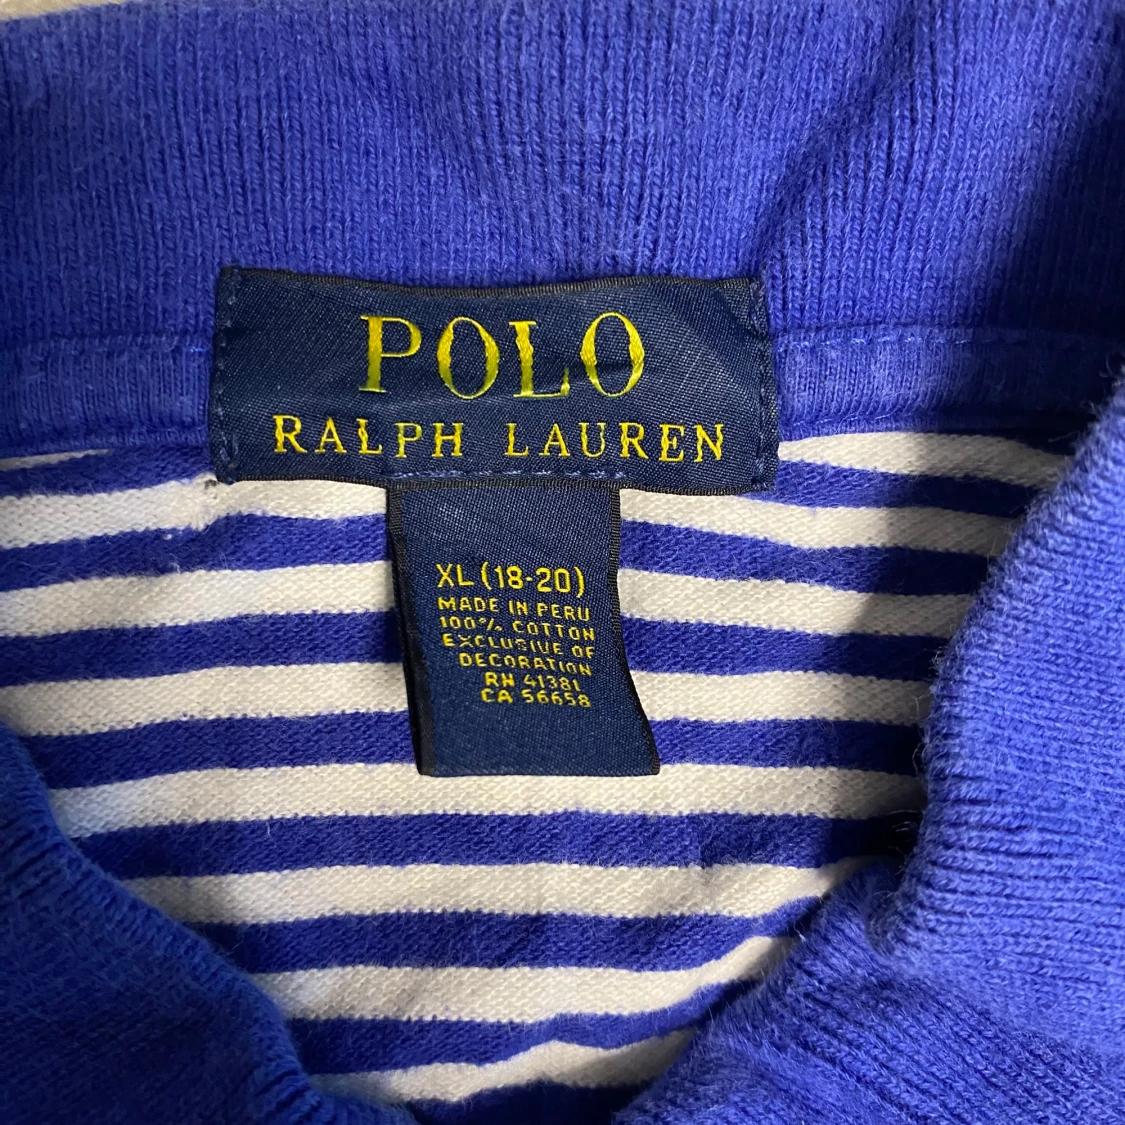 POLO
RALPH LAUREN
XL (18-20)
MADE IN PERU
100% COTTON
EXCLUSIVE OF
DECORATION
RN 41381
CA 56658